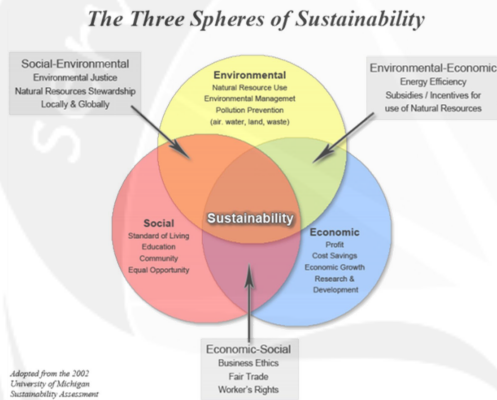 The Three Spheres of Sustainability
Social-Environmental
Environmental Justice
Natural Resources Stewardship
Locally & Globally
Environmental
Natural Resource Use
Environmental Managemet
Pollution Prevention
(air. water, land, waste)
Environmental-Economic
Energy Efficiency
Subsidies / Incentives for
use of Natural Resources
Social
Standard of Living
Education
Community
Equal Opportunity
Sustainability
Economic
Profit
Cost Savings
Economic Growth
Research &
Development
Economic-Social
Business Ethics
Fair Trade
Worker's Rights
Adopted from the 2002
University of Michigan
Sustainability Assessment